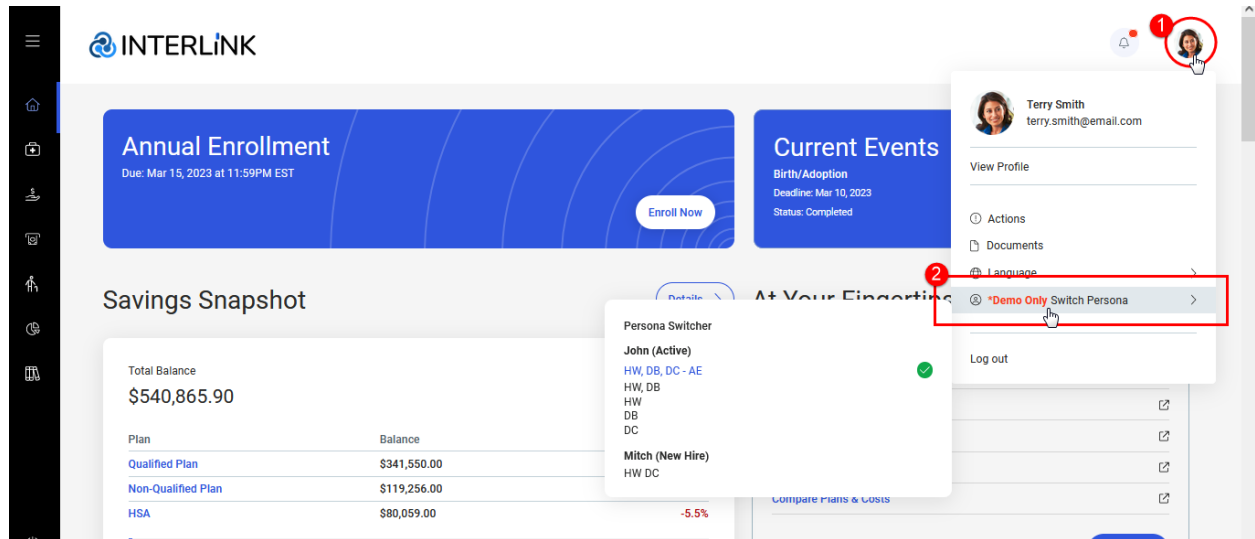 INTERLiNK
1
Terry Smith
terry.smith@email.com
View Profile
Actions
Documents
Language
2
*Demo Only Switch Persona
Log out
Annual Enrollment
Due: Mar 15, 2023 at 11:59PM EST
Enroll Now
Current Events
Birth/Adoption
Deadline: Mar 10, 2023
Status: Completed
Savings Snapshot
Details
At Your Fingertips
Persona Switcher
John (Active)
HW, DB, DC - AE
HW, DB
HW
DB
DC
Mitch (New Hire)
HW DC
Total Balance
$540,865.90
Plan Balance
Qualified Plan $341,550.00
Non-Qualified Plan $119,256.00
HSA $80,059.00 -5.5%
Compare Plans & Costs